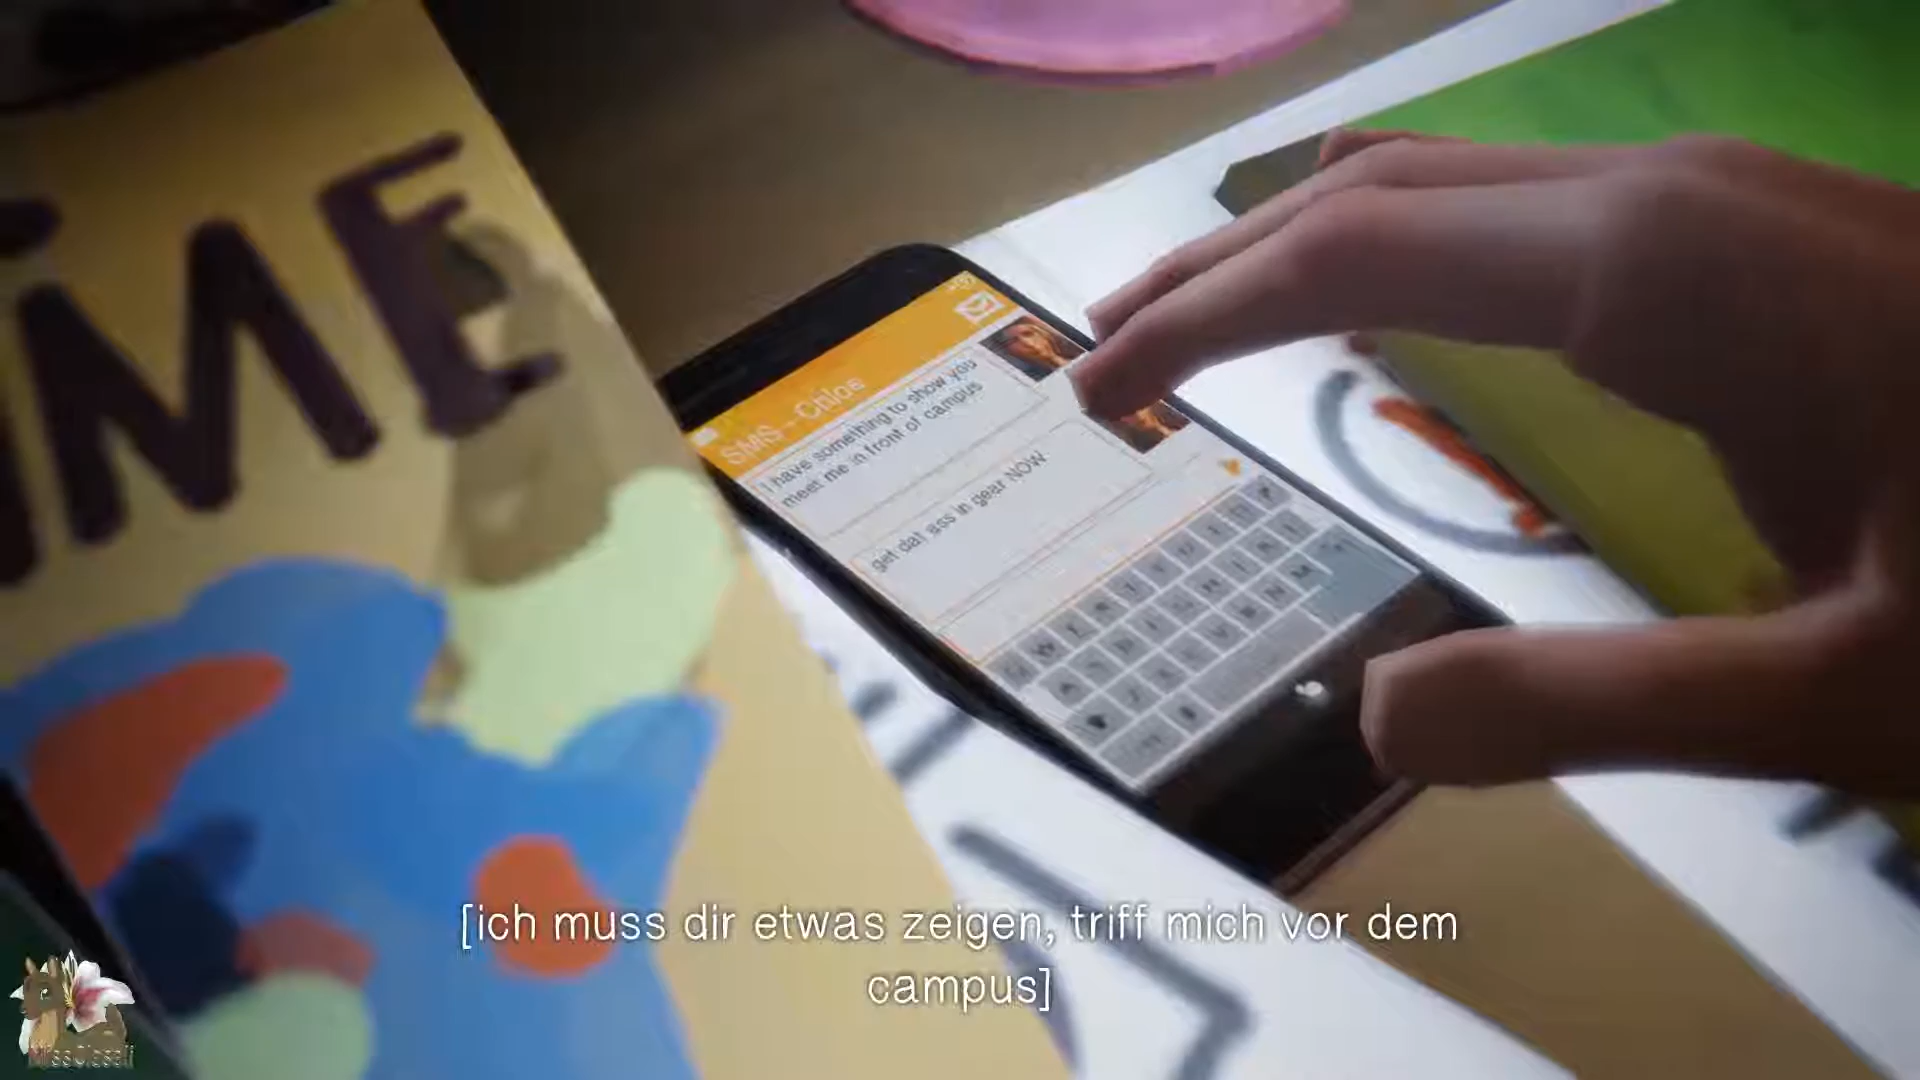 ME
SMS - Chloe
I have something to show you
meet me in front of campus
get dat ass in gear NOW
[ich muss dir etwas zeigen, triff mich vor dem
campus]